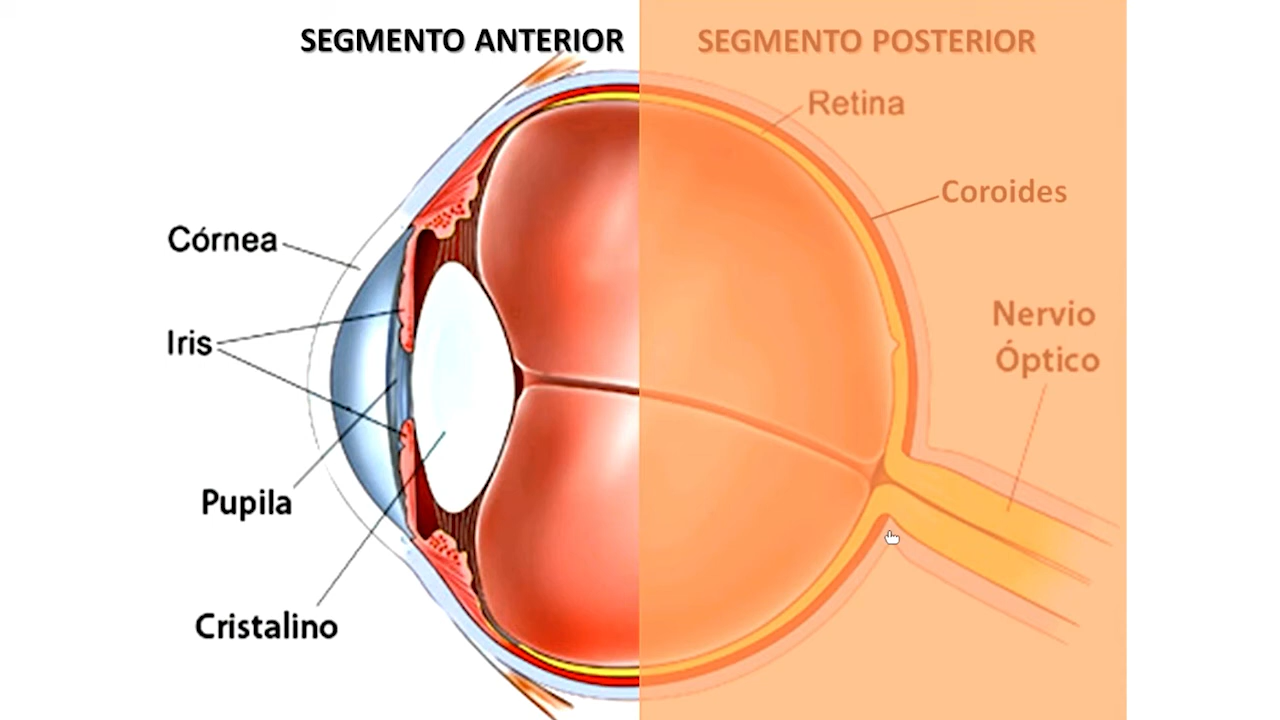 SEGMENTO ANTERIOR
SEGMENTO POSTERIOR
Retina
Coroides
Córnea
Nervio
Óptico
Iris
Pupila
Cristalino